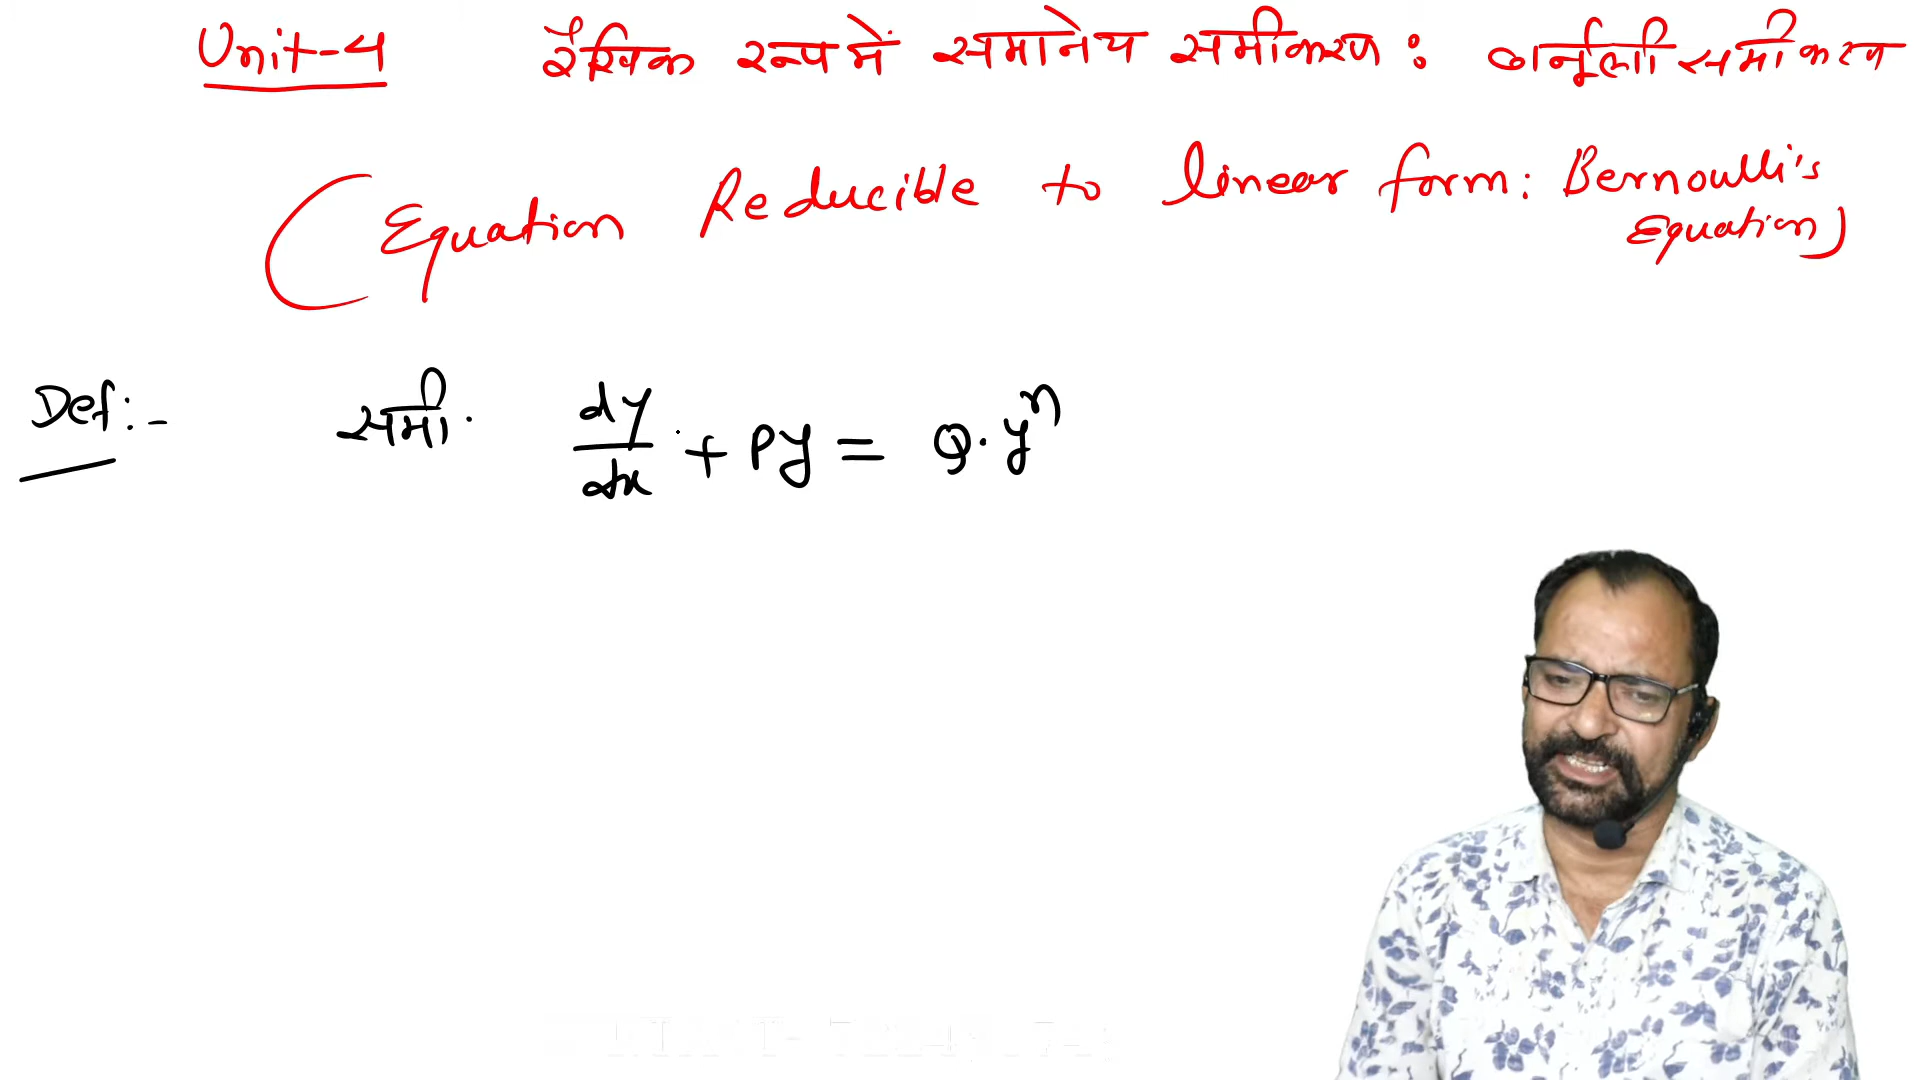 Unit-4 रैखिक रूप में समानेय समीकरण : बर्नूली समीकरण
(Equation Reducible to linear form: Bernoulli's
Equation)
Def:- समी. dy/dx + Py = Q.y^n